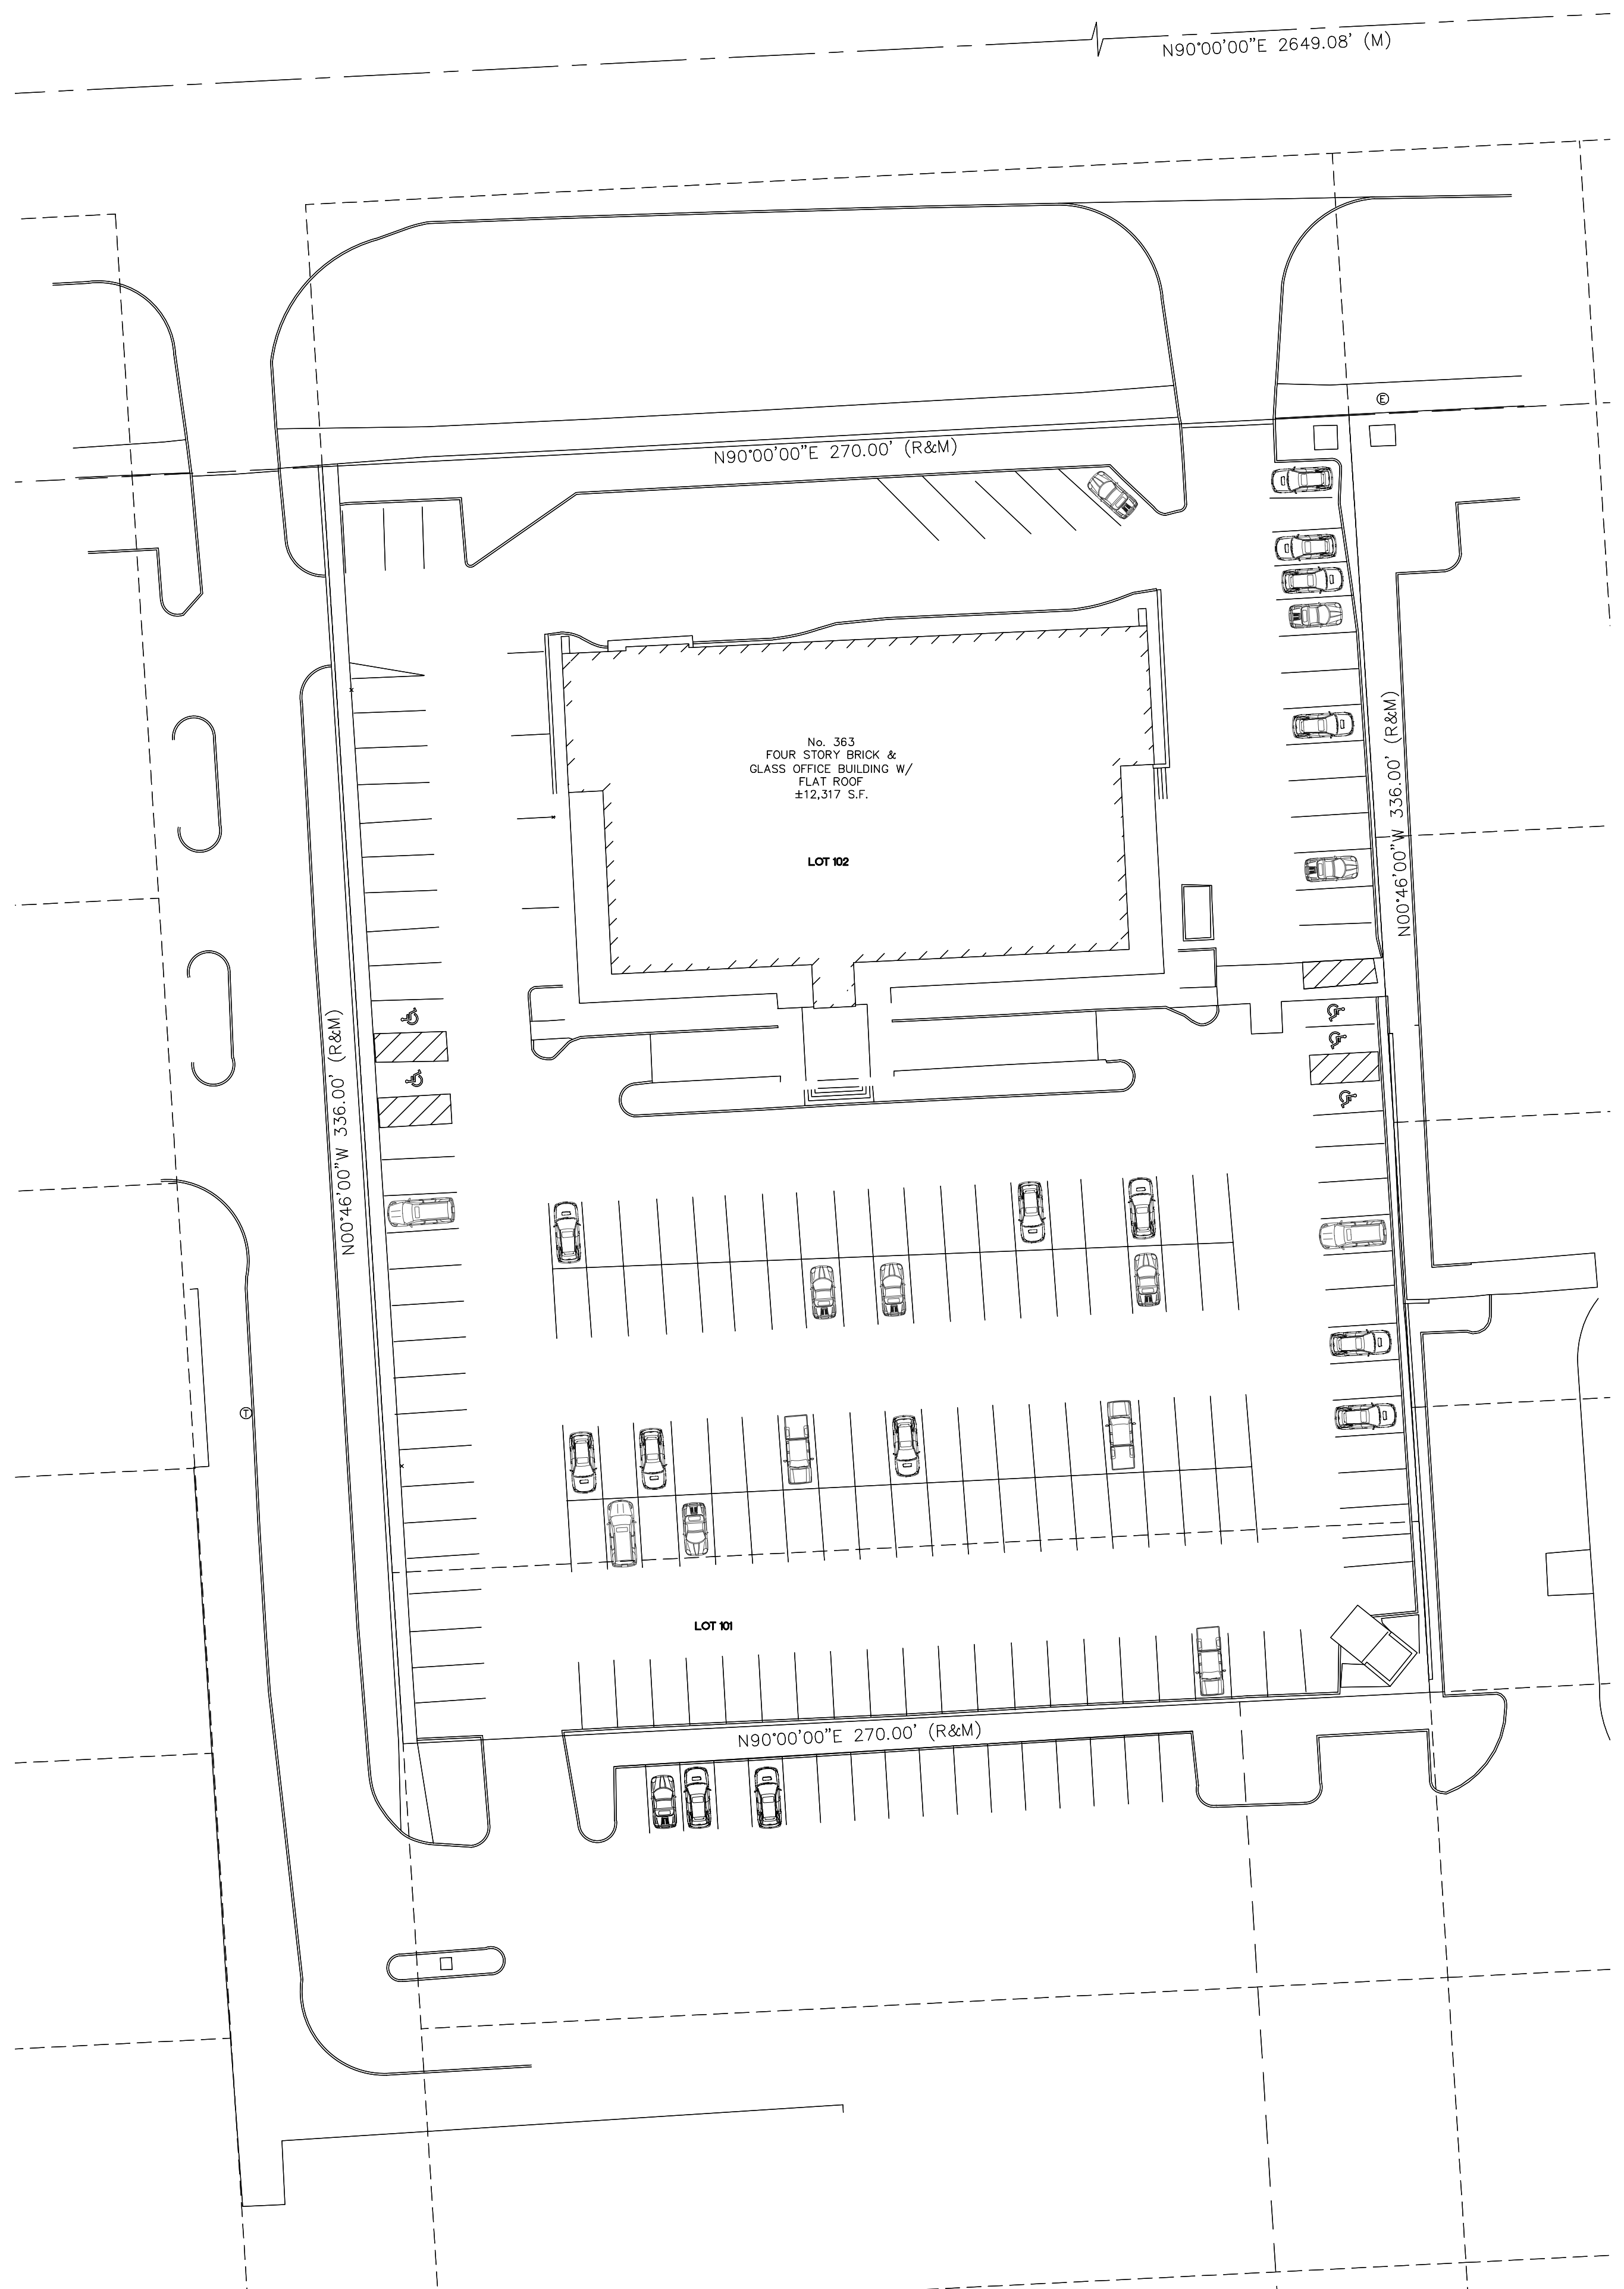 N90°00'00"E 2649.08' (M)
E
N90°00'00"E 270.00' (R&M)
No. 363
FOUR STORY BRICK &
GLASS OFFICE BUILDING W/
FLAT ROOF
±12,317 S.F.
LOT 102
N00°46'00"W 336.00' (R&M)
N00°46'00"W 336.00' (R&M)
T
LOT 101
N90°00'00"E 270.00' (R&M)